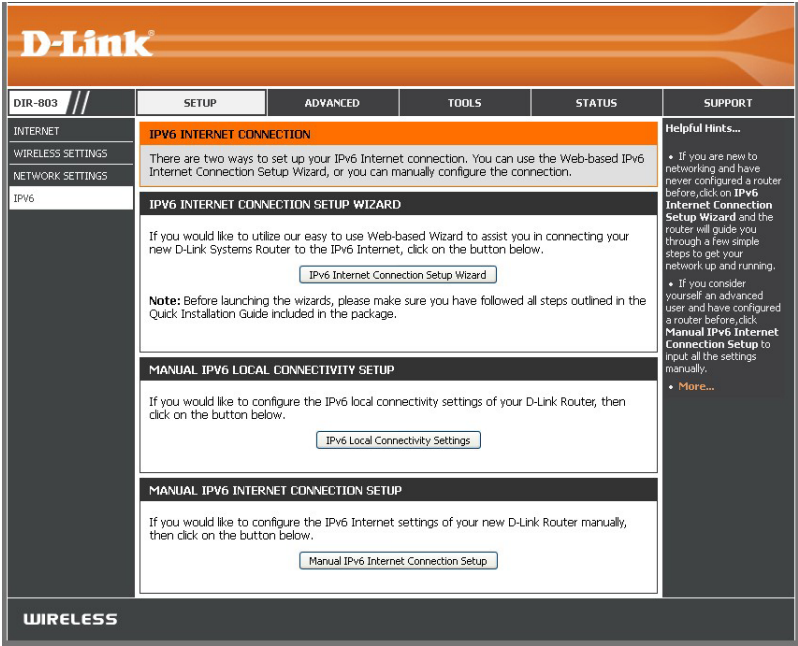 D-Link
DIR-803
SETUP
ADVANCED
TOOLS
STATUS
SUPPORT
INTERNET
WIRELESS SETTINGS
NETWORK SETTINGS
IPV6
IPV6 INTERNET CONNECTION
There are two ways to set up your IPv6 Internet connection. You can use the Web-based IPv6
Internet Connection Setup Wizard, or you can manually configure the connection.
IPV6 INTERNET CONNECTION SETUP WIZARD
If you would like to utilize our easy to use Web-based Wizard to assist you in connecting your
new D-Link Systems Router to the IPv6 Internet, click on the button below.
IPv6 Internet Connection Setup Wizard
Note: Before launching the wizards, please make sure you have followed all steps outlined in the
Quick Installation Guide included in the package.
MANUAL IPV6 LOCAL CONNECTIVITY SETUP
If you would like to configure the IPv6 local connectivity settings of your D-Link Router, then
click on the button below.
IPv6 Local Connectivity Settings
MANUAL IPV6 INTERNET CONNECTION SETUP
If you would like to configure the IPv6 Internet settings of your new D-Link Router manually,
then click on the button below.
Manual IPv6 Internet Connection Setup
Helpful Hints...
• If you are new to
networking and have
never configured a router
before,click on IPv6
Internet Connection
Setup Wizard and the
router will guide you
through a few simple
steps to get your
network up and running.
• If you consider
yourself an advanced
user and have configured
a router before,click
Manual IPv6 Internet
Connection Setup to
input all the settings
manually.
• More...
WIRELESS